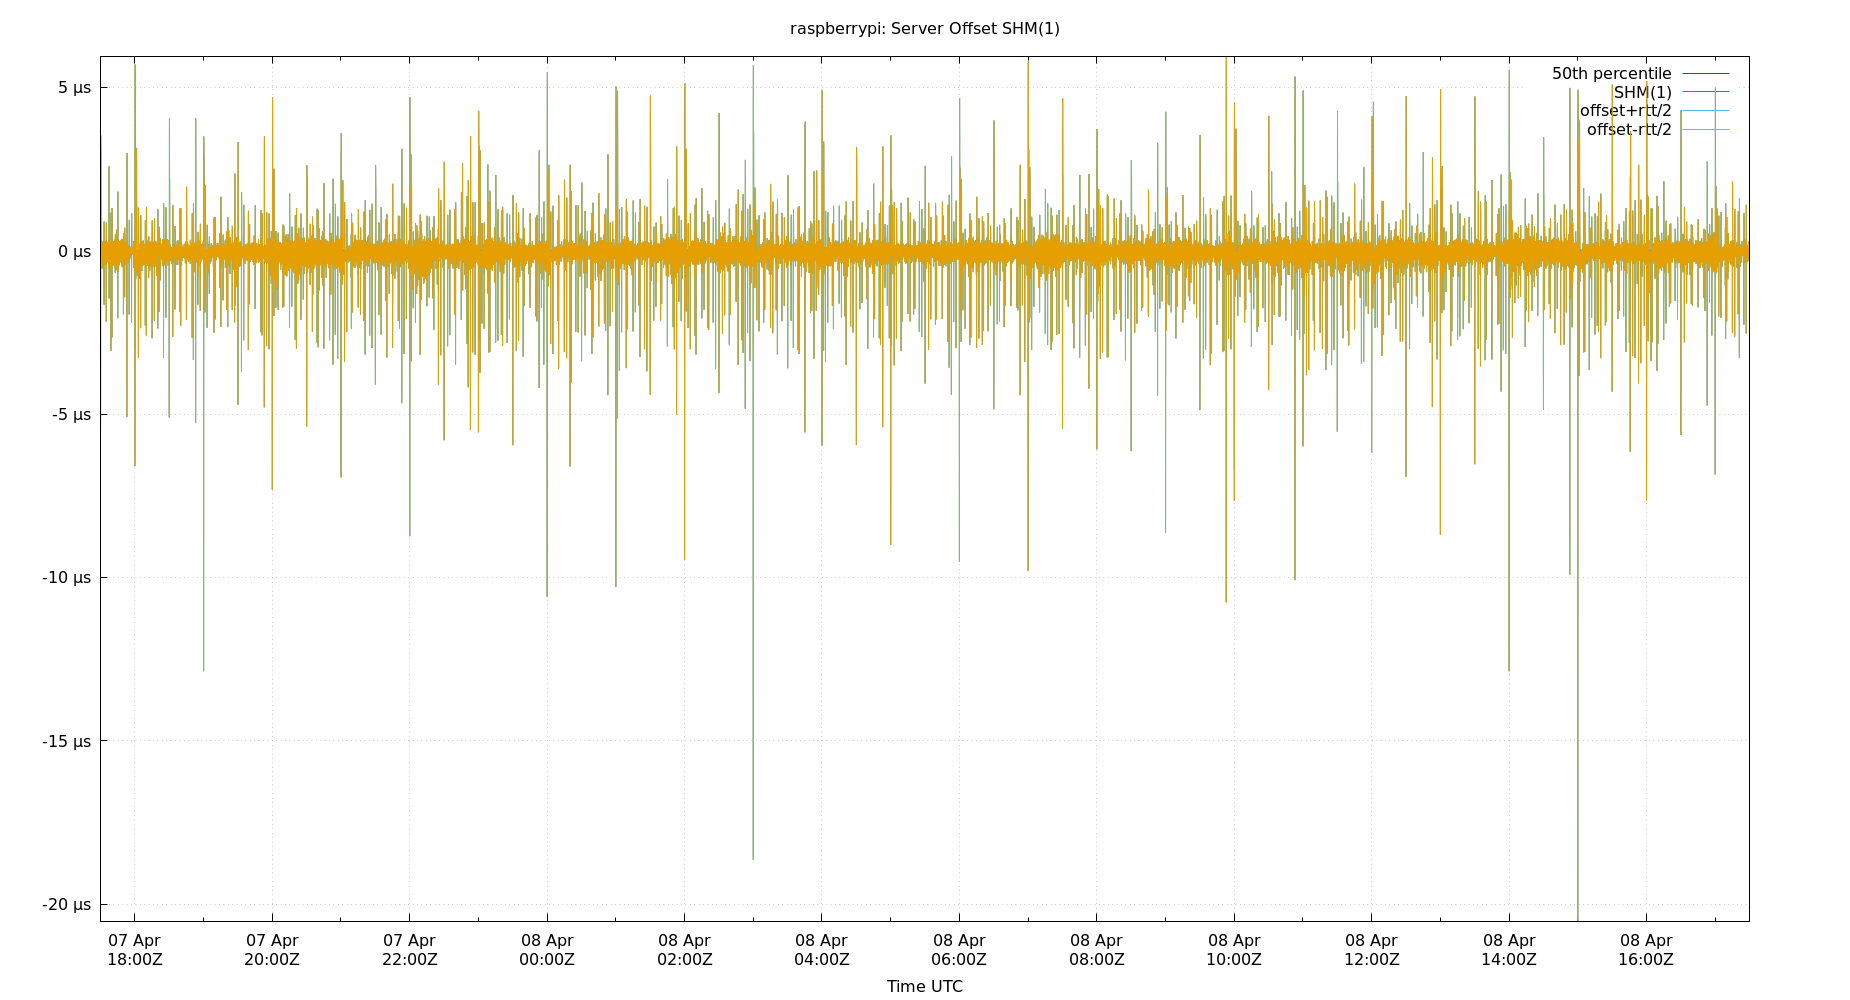 raspberrypi: Server Offset SHM(1)
50th percentile
SHM(1)
offset+rtt/2
offset-rtt/2
5 µs
0 µs
-5 µs
-10 µs
-15 µs
-20 µs
07 Apr 07 Apr 07 Apr 08 Apr 08 Apr 08 Apr 08 Apr 08 Apr 08 Apr 08 Apr 08 Apr 08 Apr
18:00Z 20:00Z 22:00Z 00:00Z 02:00Z 04:00Z 06:00Z 08:00Z 10:00Z 12:00Z 14:00Z 16:00Z
Time UTC